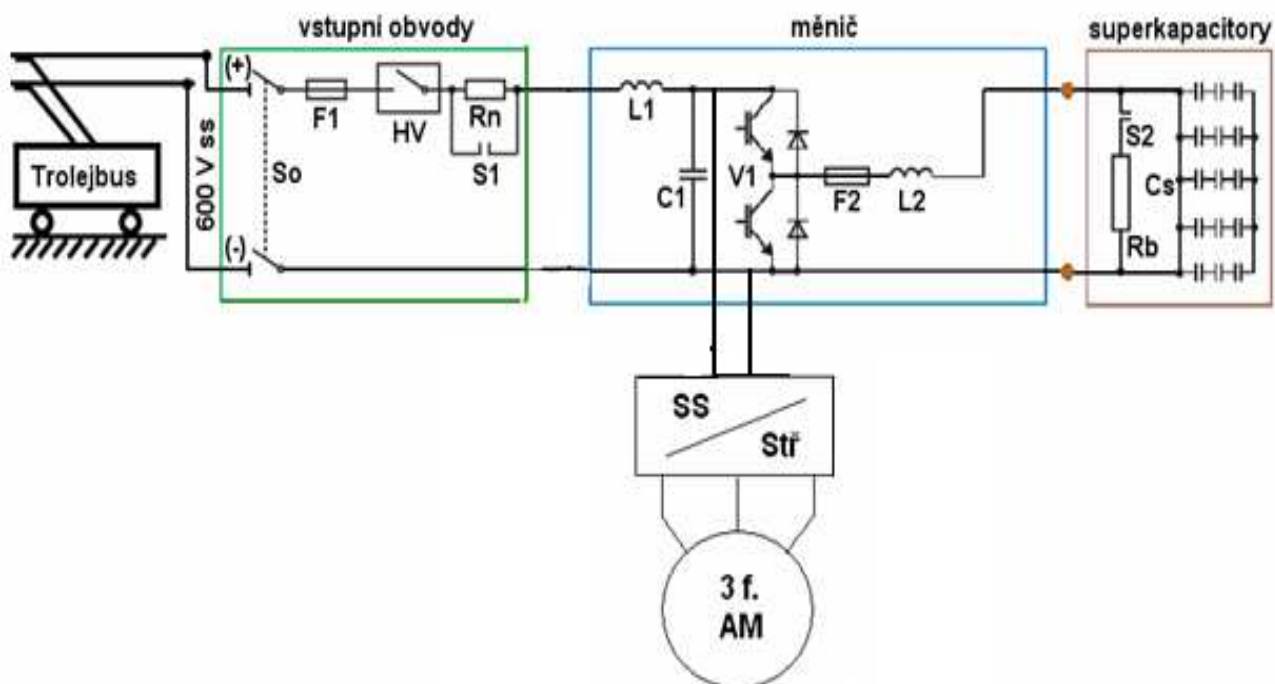 vstupní obvody
měnič
superkapacitory
(+)
F1
HV
Rn
S1
L1
C1
V1
F2
L2
S2
Cs
Rb
Trolejbus
600 V ss
So
(-)
SS
Stř
3 f.
AM